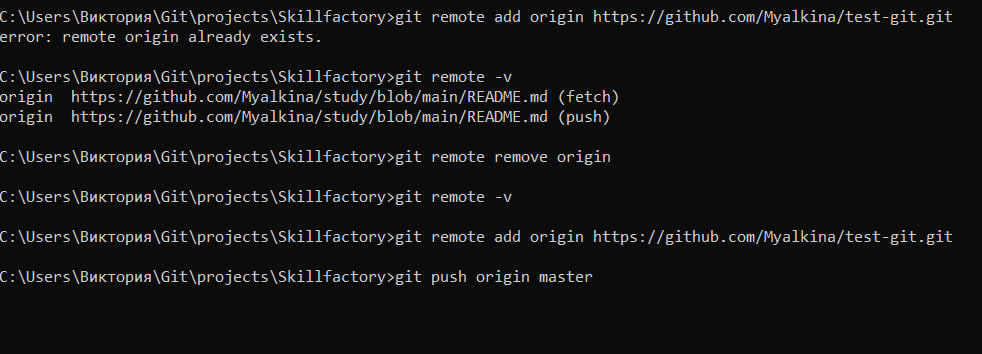 C:\Users\Виктория\Git\projects\Skillfactory>git remote add origin https://github.com/Myalkina/test-git.git
error: remote origin already exists.
C:\Users\Виктория\Git\projects\Skillfactory>git remote -v
origin  https://github.com/Myalkina/study/blob/main/README.md (fetch)
origin  https://github.com/Myalkina/study/blob/main/README.md (push)
C:\Users\Виктория\Git\projects\Skillfactory>git remote remove origin
C:\Users\Виктория\Git\projects\Skillfactory>git remote -v
C:\Users\Виктория\Git\projects\Skillfactory>git remote add origin https://github.com/Myalkina/test-git.git
C:\Users\Виктория\Git\projects\Skillfactory>git push origin master